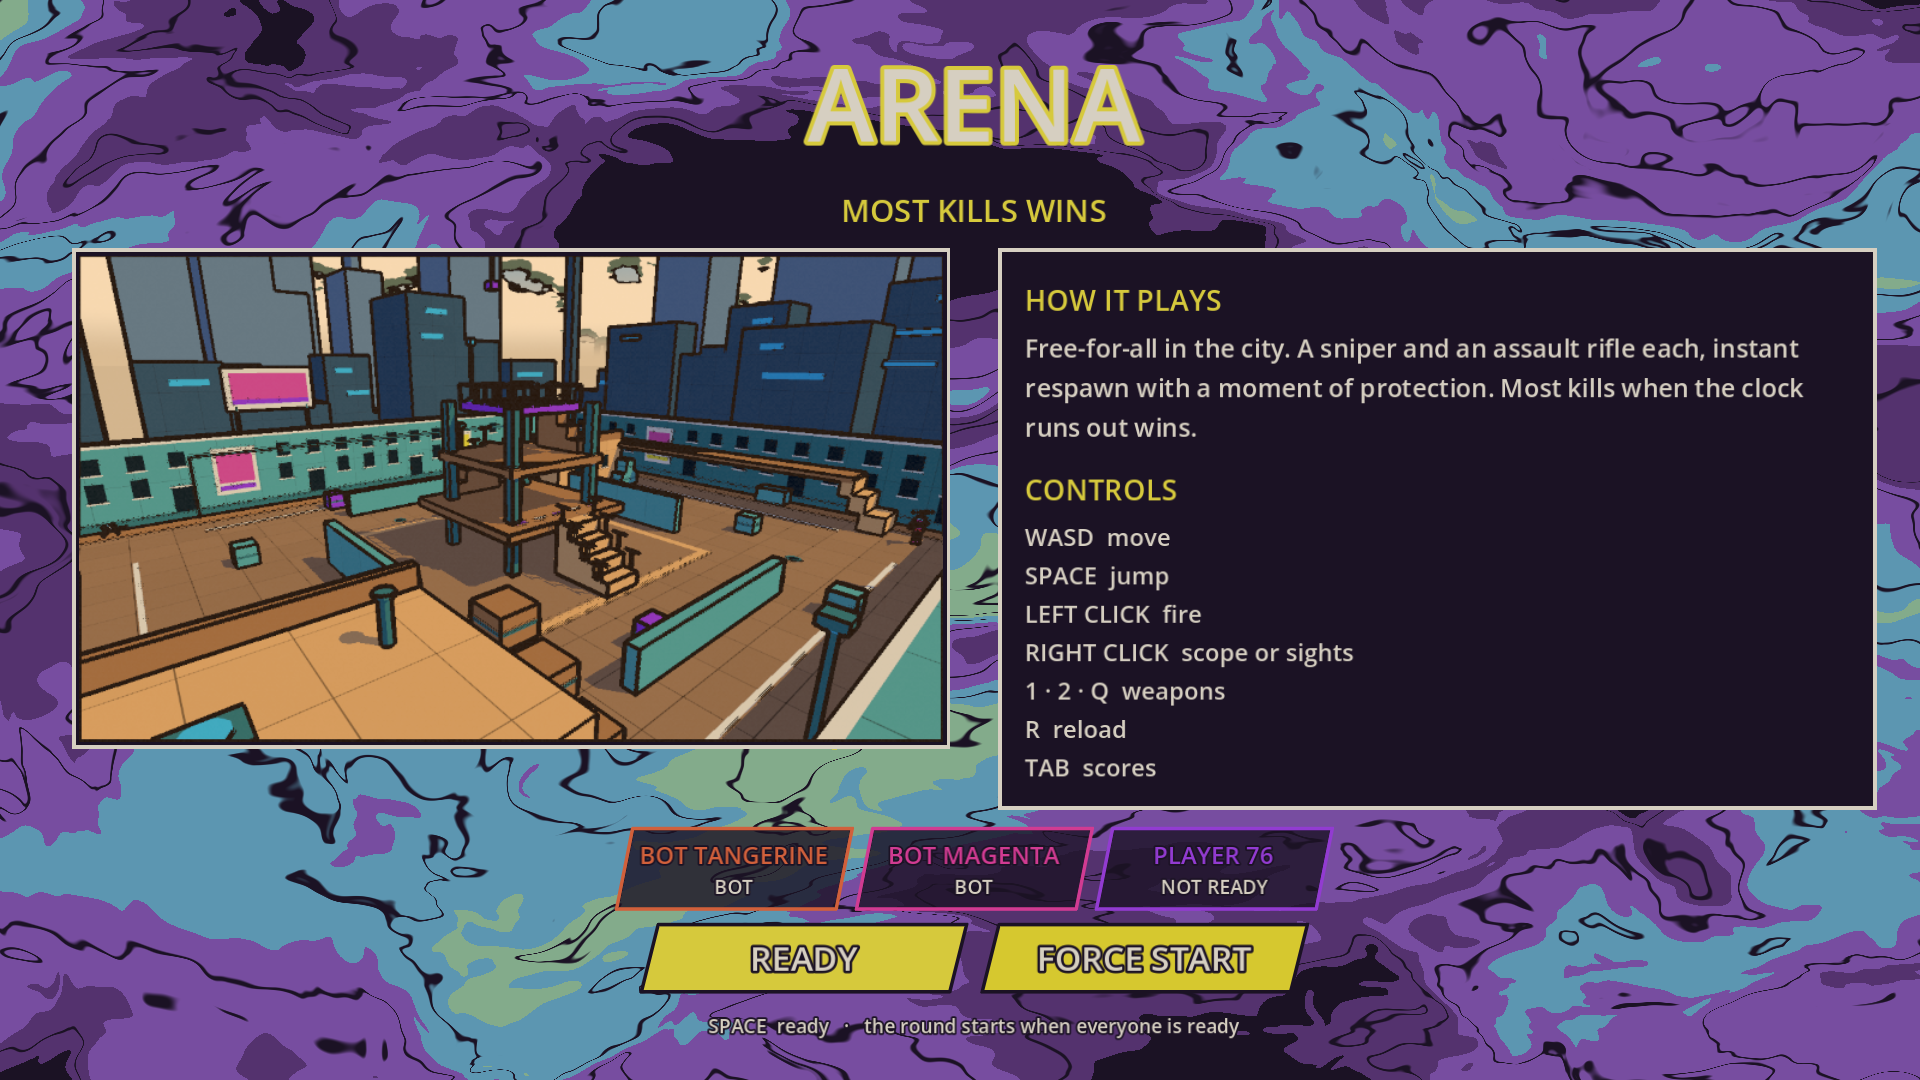 ARENA
MOST KILLS WINS
HOW IT PLAYS
Free-for-all in the city. A sniper and an assault rifle each, instant
respawn with a moment of protection. Most kills when the clock
runs out wins.
CONTROLS
WASD move
SPACE jump
LEFT CLICK fire
RIGHT CLICK scope or sights
1 · 2 · Q weapons
R reload
TAB scores
BOT TANGERINE
BOT
BOT MAGENTA
BOT
PLAYER 76
NOT READY
READY
FORCE START
SPACE ready · the round starts when everyone is ready